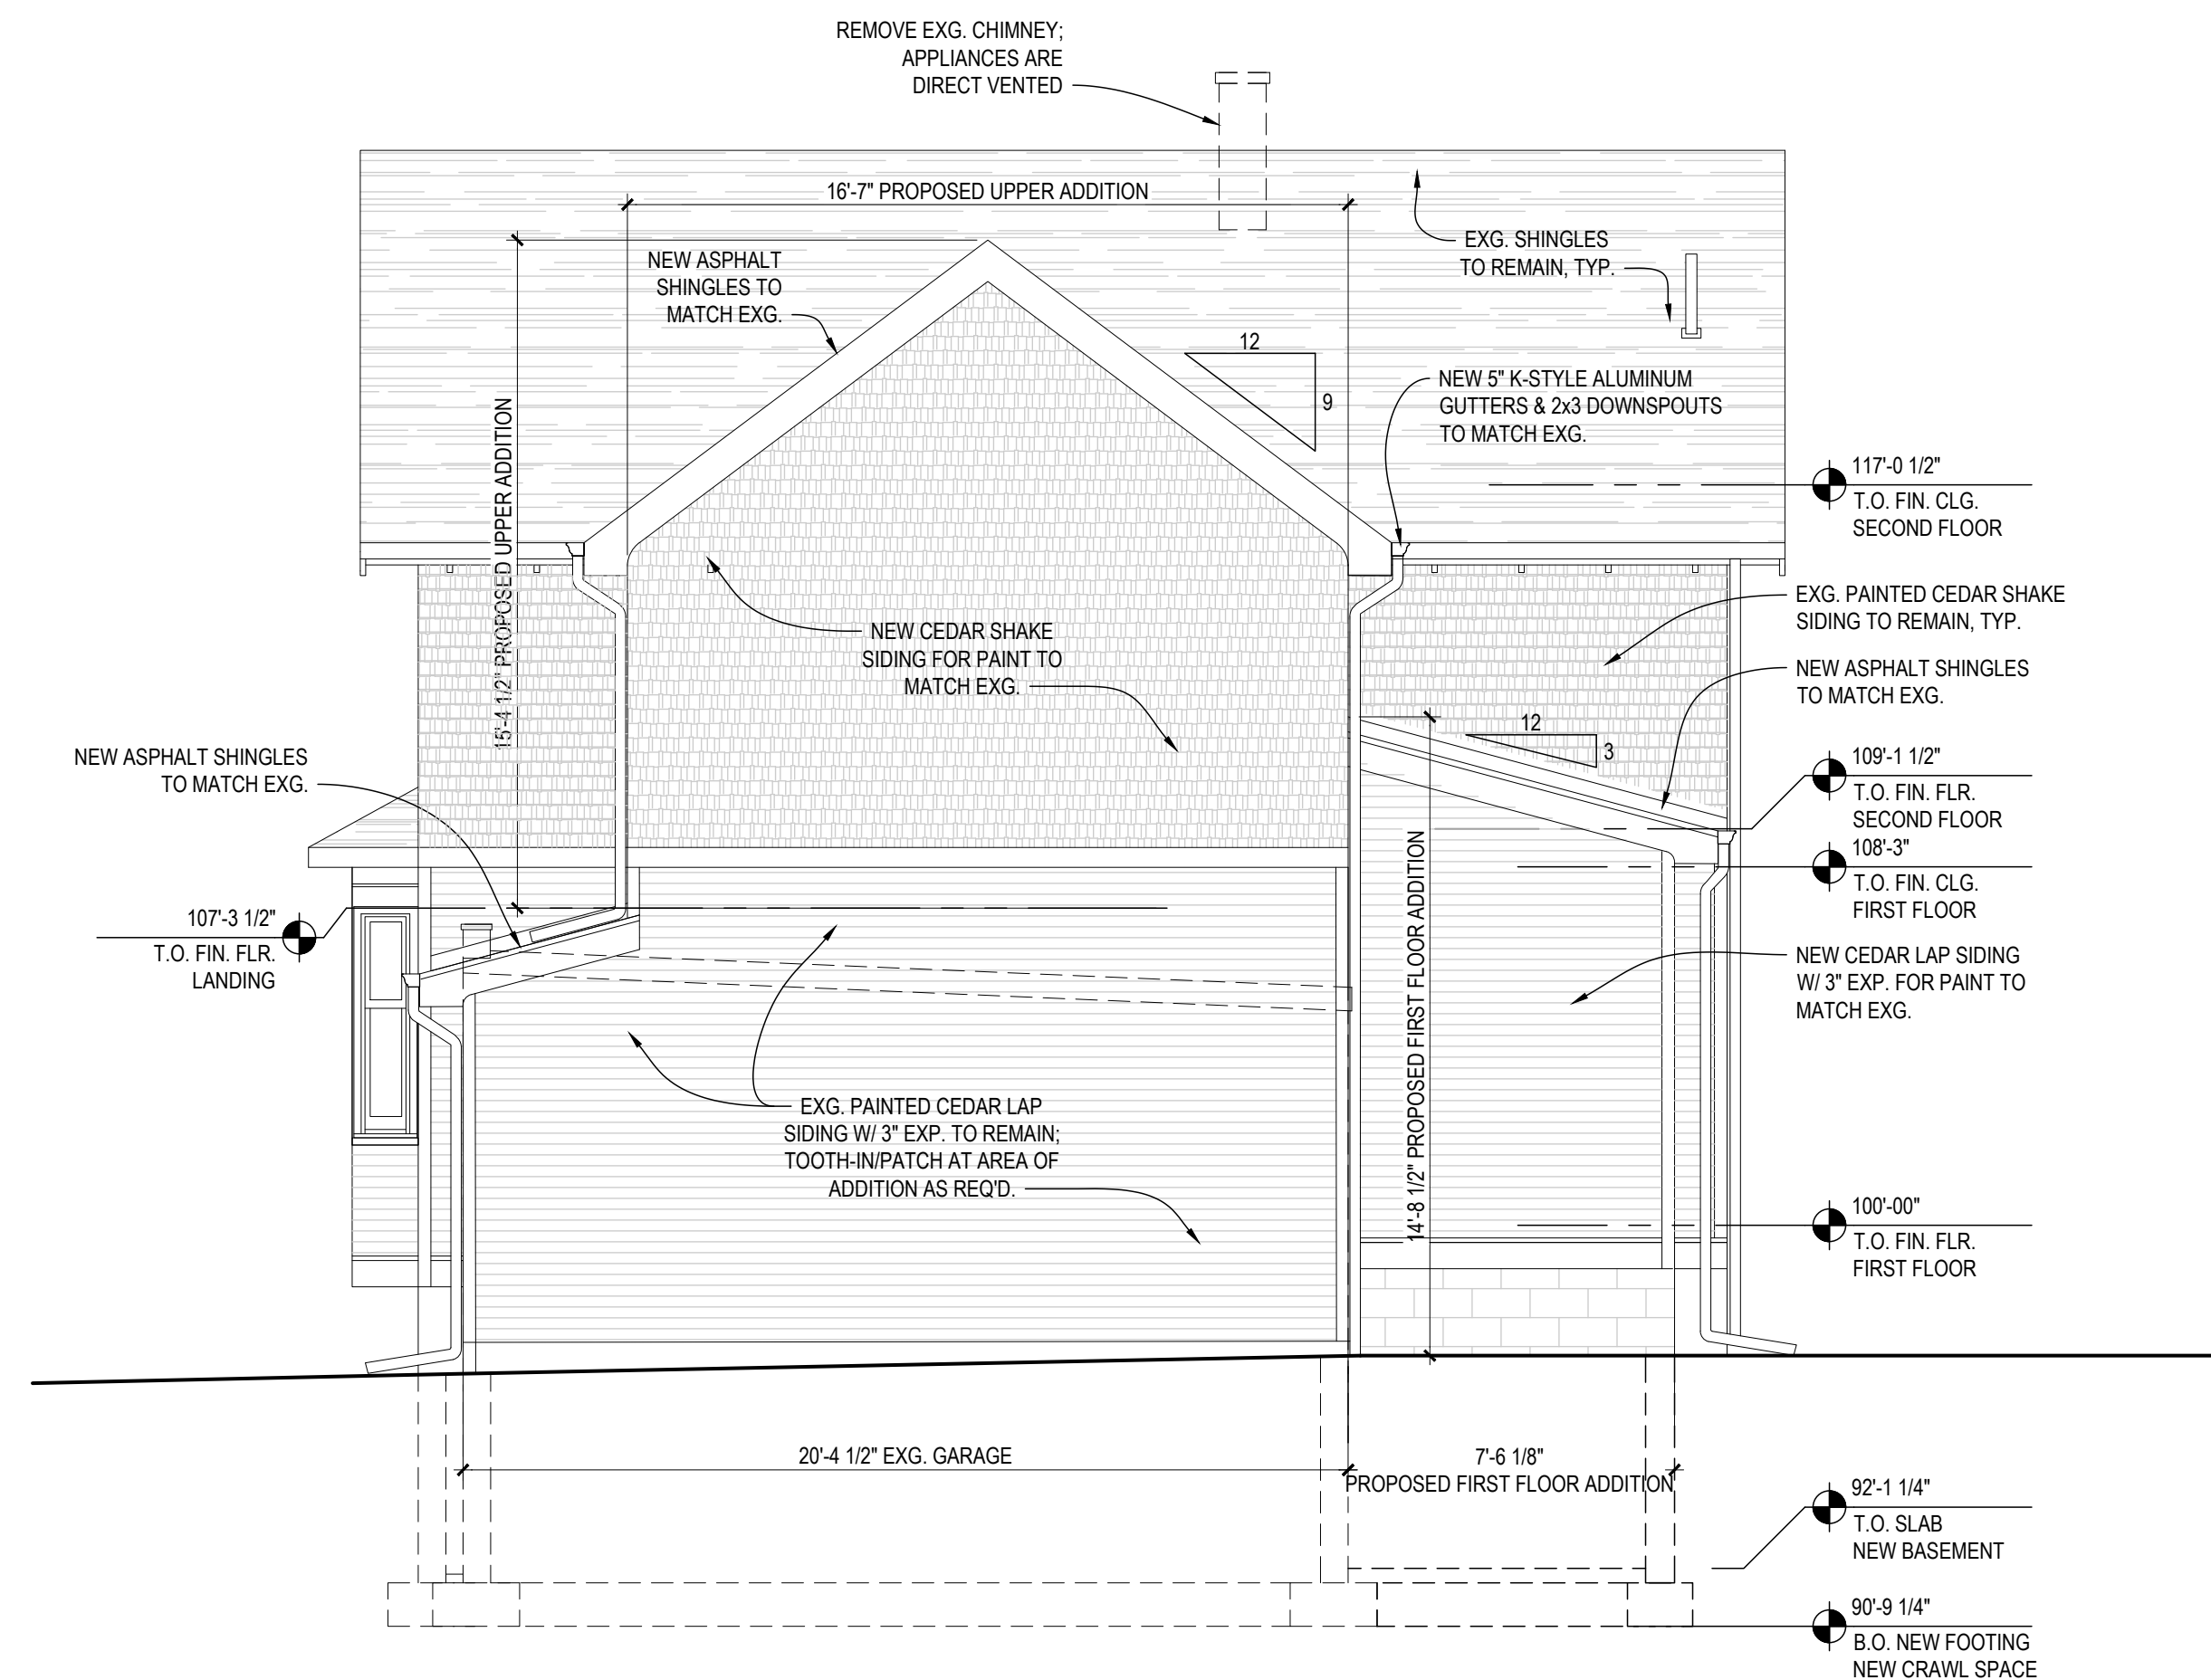 REMOVE EXG. CHIMNEY;
APPLIANCES ARE
DIRECT VENTED
16'-7" PROPOSED UPPER ADDITION
NEW ASPHALT
SHINGLES TO
MATCH EXG.
EXG. SHINGLES
TO REMAIN, TYP.
12
9
NEW 5" K-STYLE ALUMINUM
GUTTERS & 2x3 DOWNSPOUTS
TO MATCH EXG.
15'-4 1/2" PROPOSED UPPER ADDITION
117'-0 1/2"
T.O. FIN. CLG.
SECOND FLOOR
EXG. PAINTED CEDAR SHAKE
SIDING TO REMAIN, TYP.
NEW CEDAR SHAKE
SIDING FOR PAINT TO
MATCH EXG.
NEW ASPHALT SHINGLES
TO MATCH EXG.
12
3
NEW ASPHALT SHINGLES
TO MATCH EXG.
109'-1 1/2"
T.O. FIN. FLR.
SECOND FLOOR
108'-3"
T.O. FIN. CLG.
FIRST FLOOR
107'-3 1/2"
T.O. FIN. FLR.
LANDING
14'-8 1/2" PROPOSED FIRST FLOOR ADDITION
NEW CEDAR LAP SIDING
W/ 3" EXP. FOR PAINT TO
MATCH EXG.
EXG. PAINTED CEDAR LAP
SIDING W/ 3" EXP. TO REMAIN;
TOOTH-IN/PATCH AT AREA OF
ADDITION AS REQ'D.
100'-00"
T.O. FIN. FLR.
FIRST FLOOR
20'-4 1/2" EXG. GARAGE
7'-6 1/8"
PROPOSED FIRST FLOOR ADDITION
92'-1 1/4"
T.O. SLAB
NEW BASEMENT
90'-9 1/4"
B.O. NEW FOOTING
NEW CRAWL SPACE